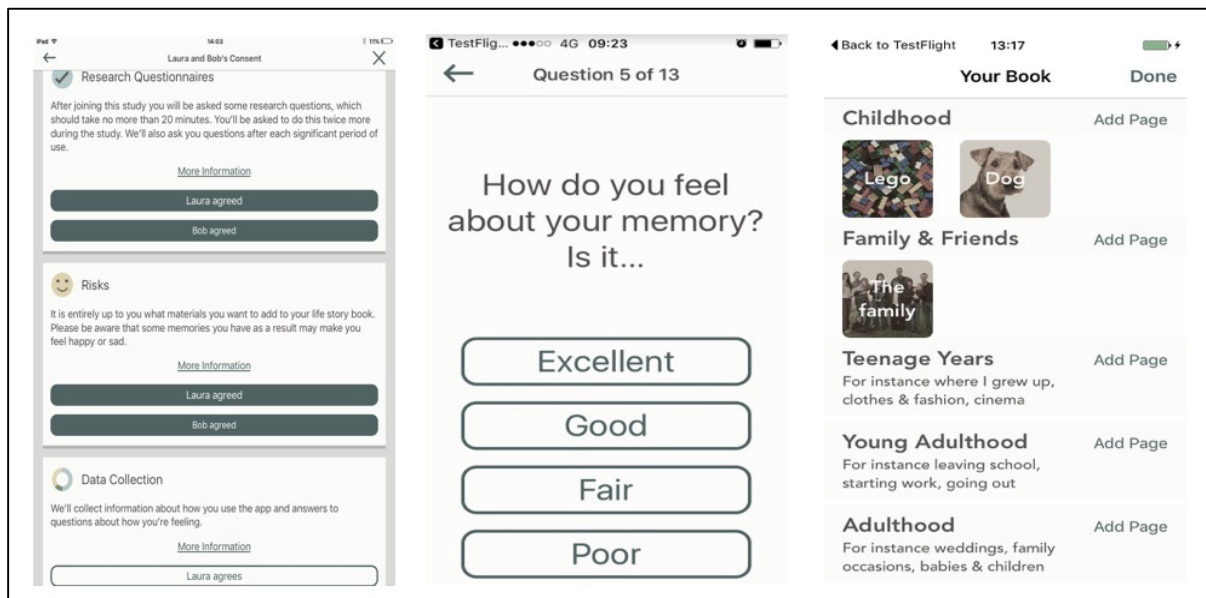 iPad 14:03 11%
Laura and Bob's Consent
Research Questionnaires
After joining this study you will be asked some research questions, which
should take no more than 20 minutes. You'll be asked to do this twice more
during the study. We'll also ask you questions after each significant period of
use.
More Information
Laura agreed
Bob agreed
Risks
It is entirely up to you what materials you want to add to your life story book.
Please be aware that some memories you have as a result may make you
feel happy or sad.
More Information
Laura agreed
Bob agreed
Data Collection
We'll collect information about how you use the app and answers to
questions about how you're feeling.
More Information
Laura agrees
TestFlig... 4G 09:23
Question 5 of 13
How do you feel
about your memory?
Is it...
Excellent
Good
Fair
Poor
Back to TestFlight 13:17
Your Book Done
Childhood Add Page
Lego Dog
Family & Friends Add Page
The
family
Teenage Years Add Page
For instance where I grew up,
clothes & fashion, cinema
Young Adulthood Add Page
For instance leaving school,
starting work, going out
Adulthood Add Page
For instance weddings, family
occasions, babies & children